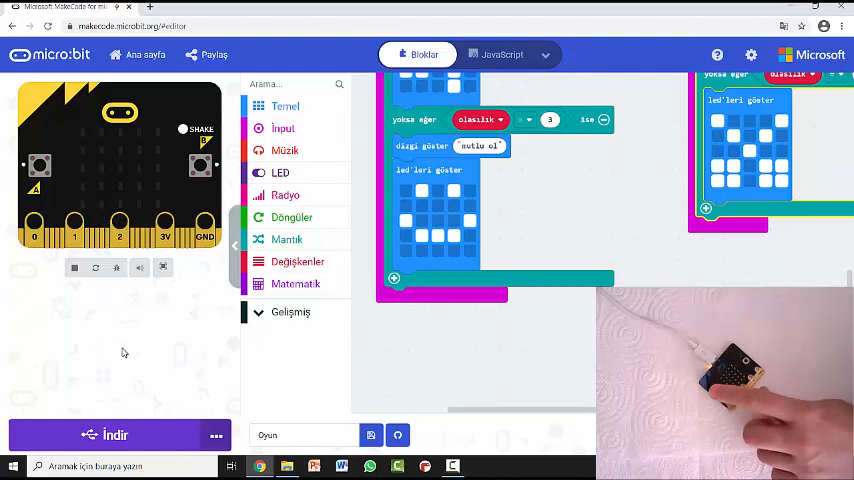 Microsoft MakeCode for mic
makecode.microbit.org/#editor
micro:bit
Ana sayfa
Paylaş
Bloklar
JavaScript
Microsoft
SHAKE
B
A
0
1
2
3V
GND
Arama...
Temel
Input
Müzik
LED
Radyo
Döngüler
Mantık
Değişkenler
Matematik
Gelişmiş
yoksa eğer olasılık = 3 ise
dizgi göster "mutlu ol"
led'leri göster
yoksa eğer olasılık =
led'leri göster
İndir
Oyun
Aramak için buraya yazın